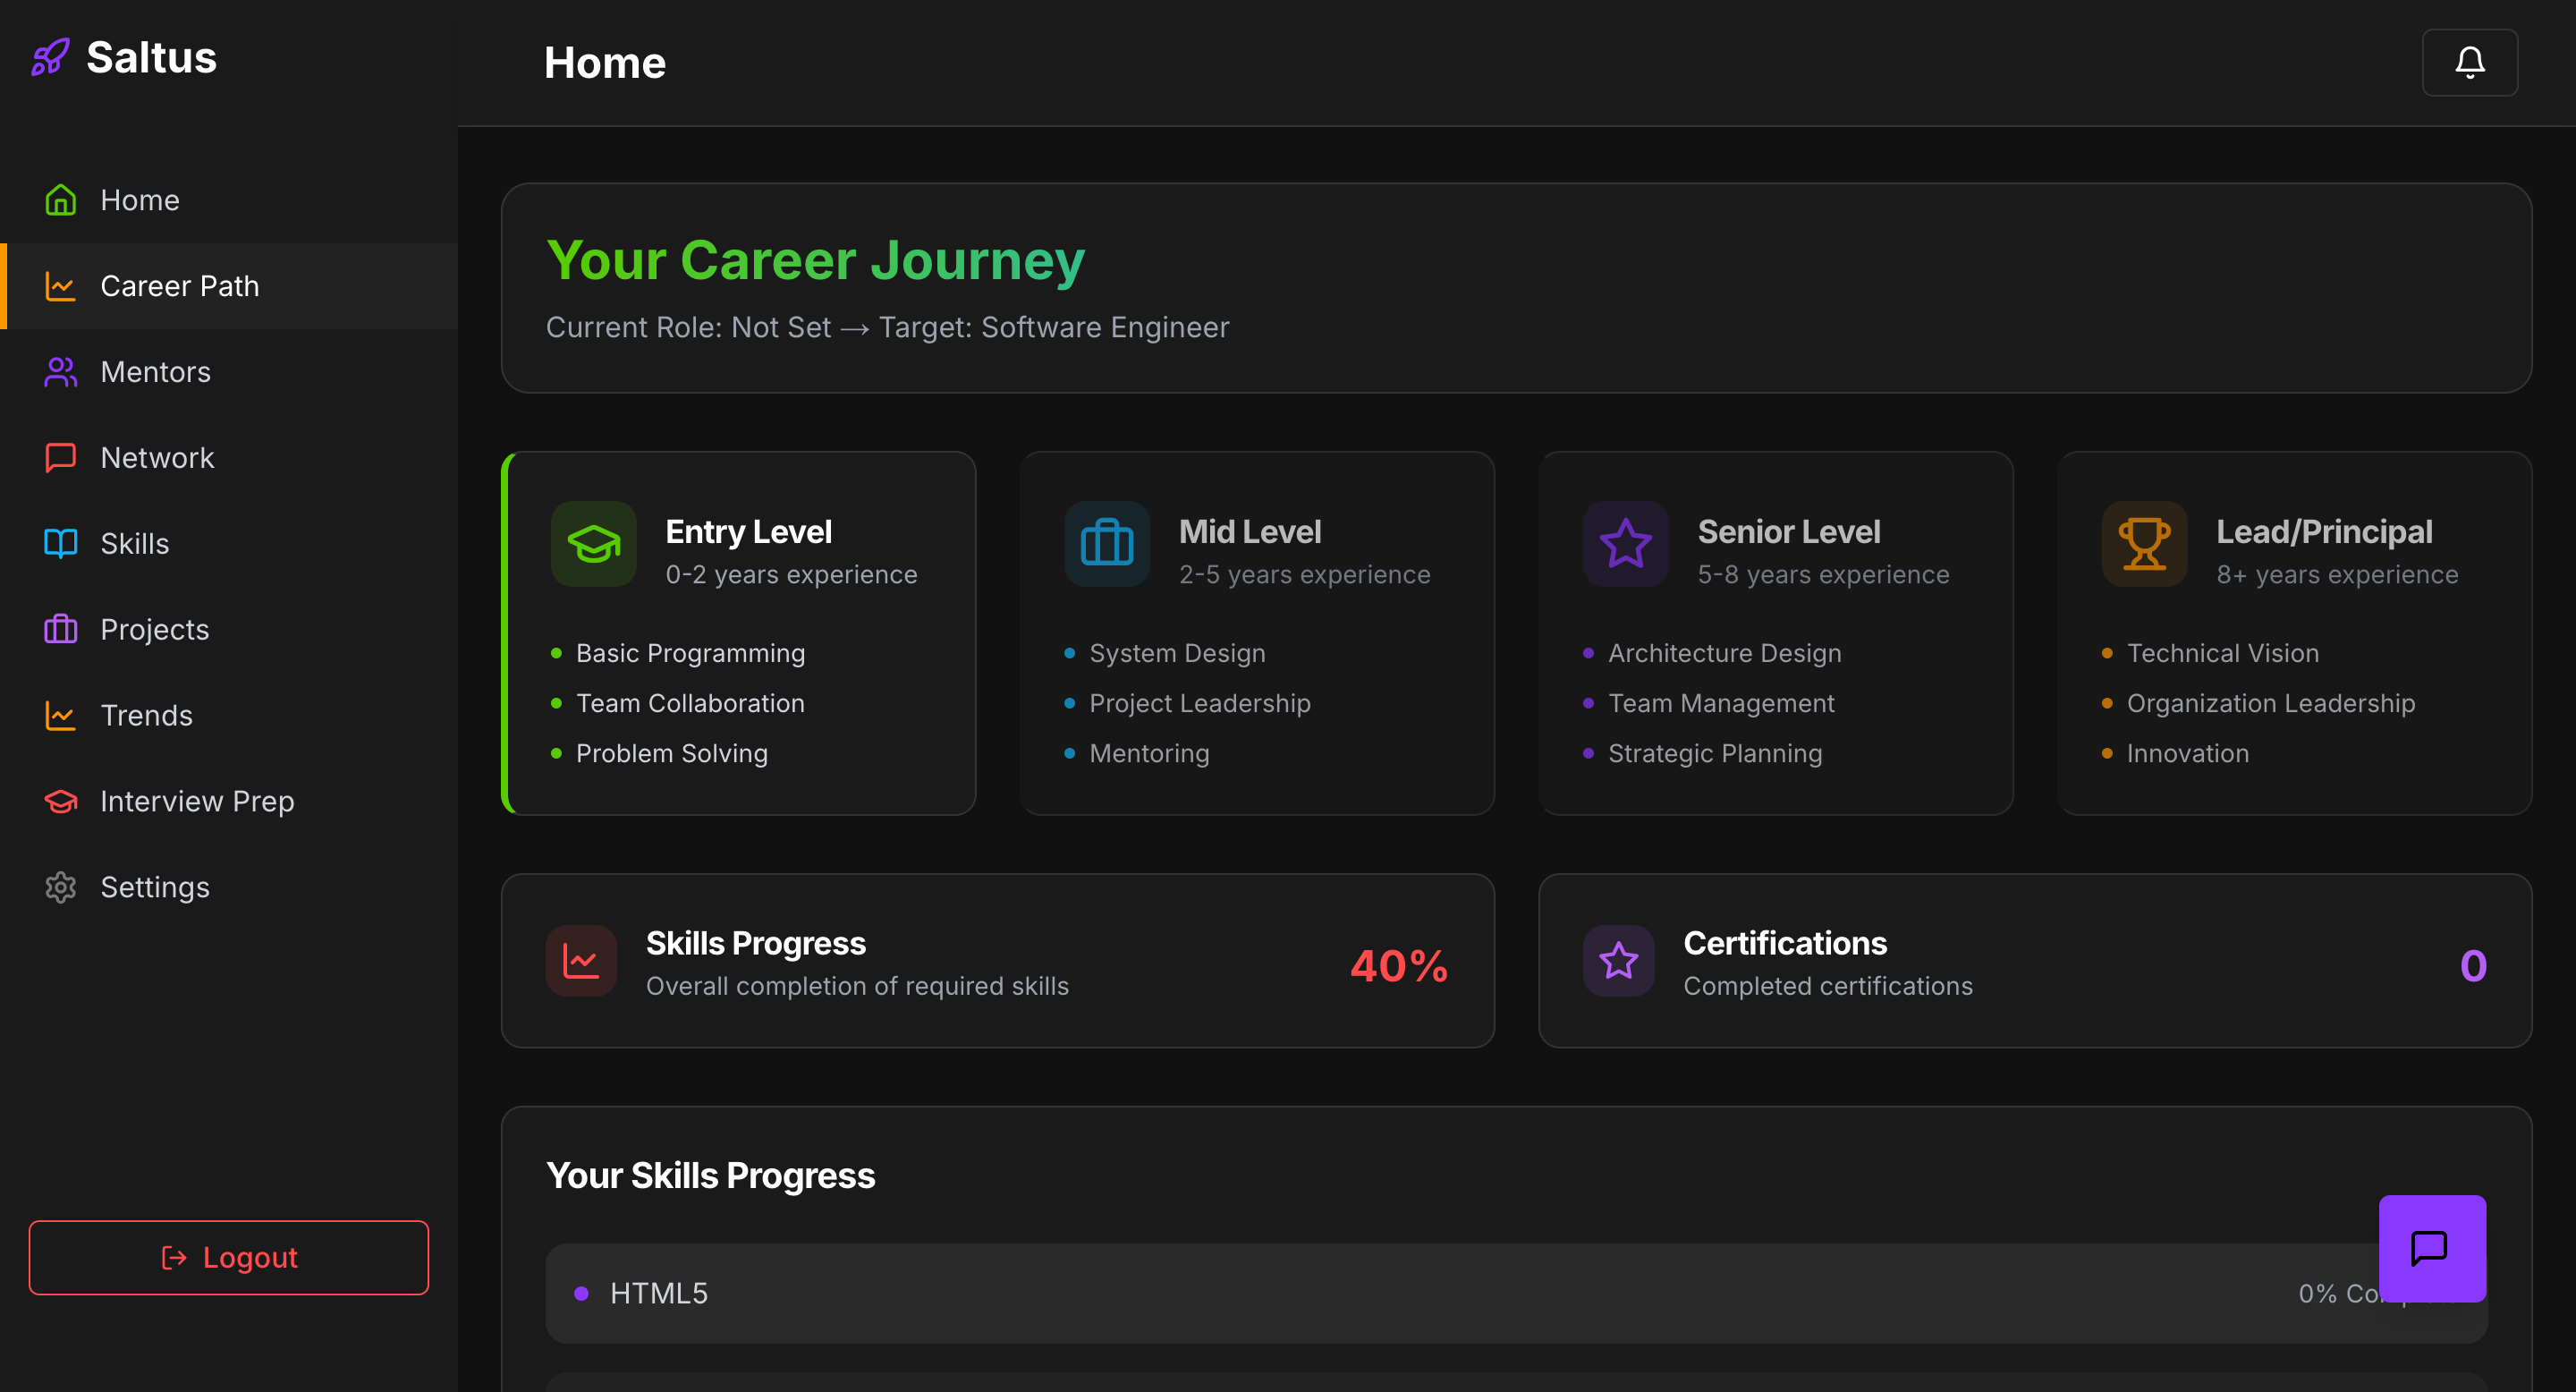 Saltus
Home
Home
Career Path
Mentors
Network
Skills
Projects
Trends
Interview Prep
Settings
Logout
Your Career Journey
Current Role: Not Set → Target: Software Engineer
Entry Level
0-2 years experience
Basic Programming
Team Collaboration
Problem Solving
Mid Level
2-5 years experience
System Design
Project Leadership
Mentoring
Senior Level
5-8 years experience
Architecture Design
Team Management
Strategic Planning
Lead/Principal
8+ years experience
Technical Vision
Organization Leadership
Innovation
Skills Progress
Overall completion of required skills
40%
Certifications
Completed certifications
0
Your Skills Progress
HTML5
0%